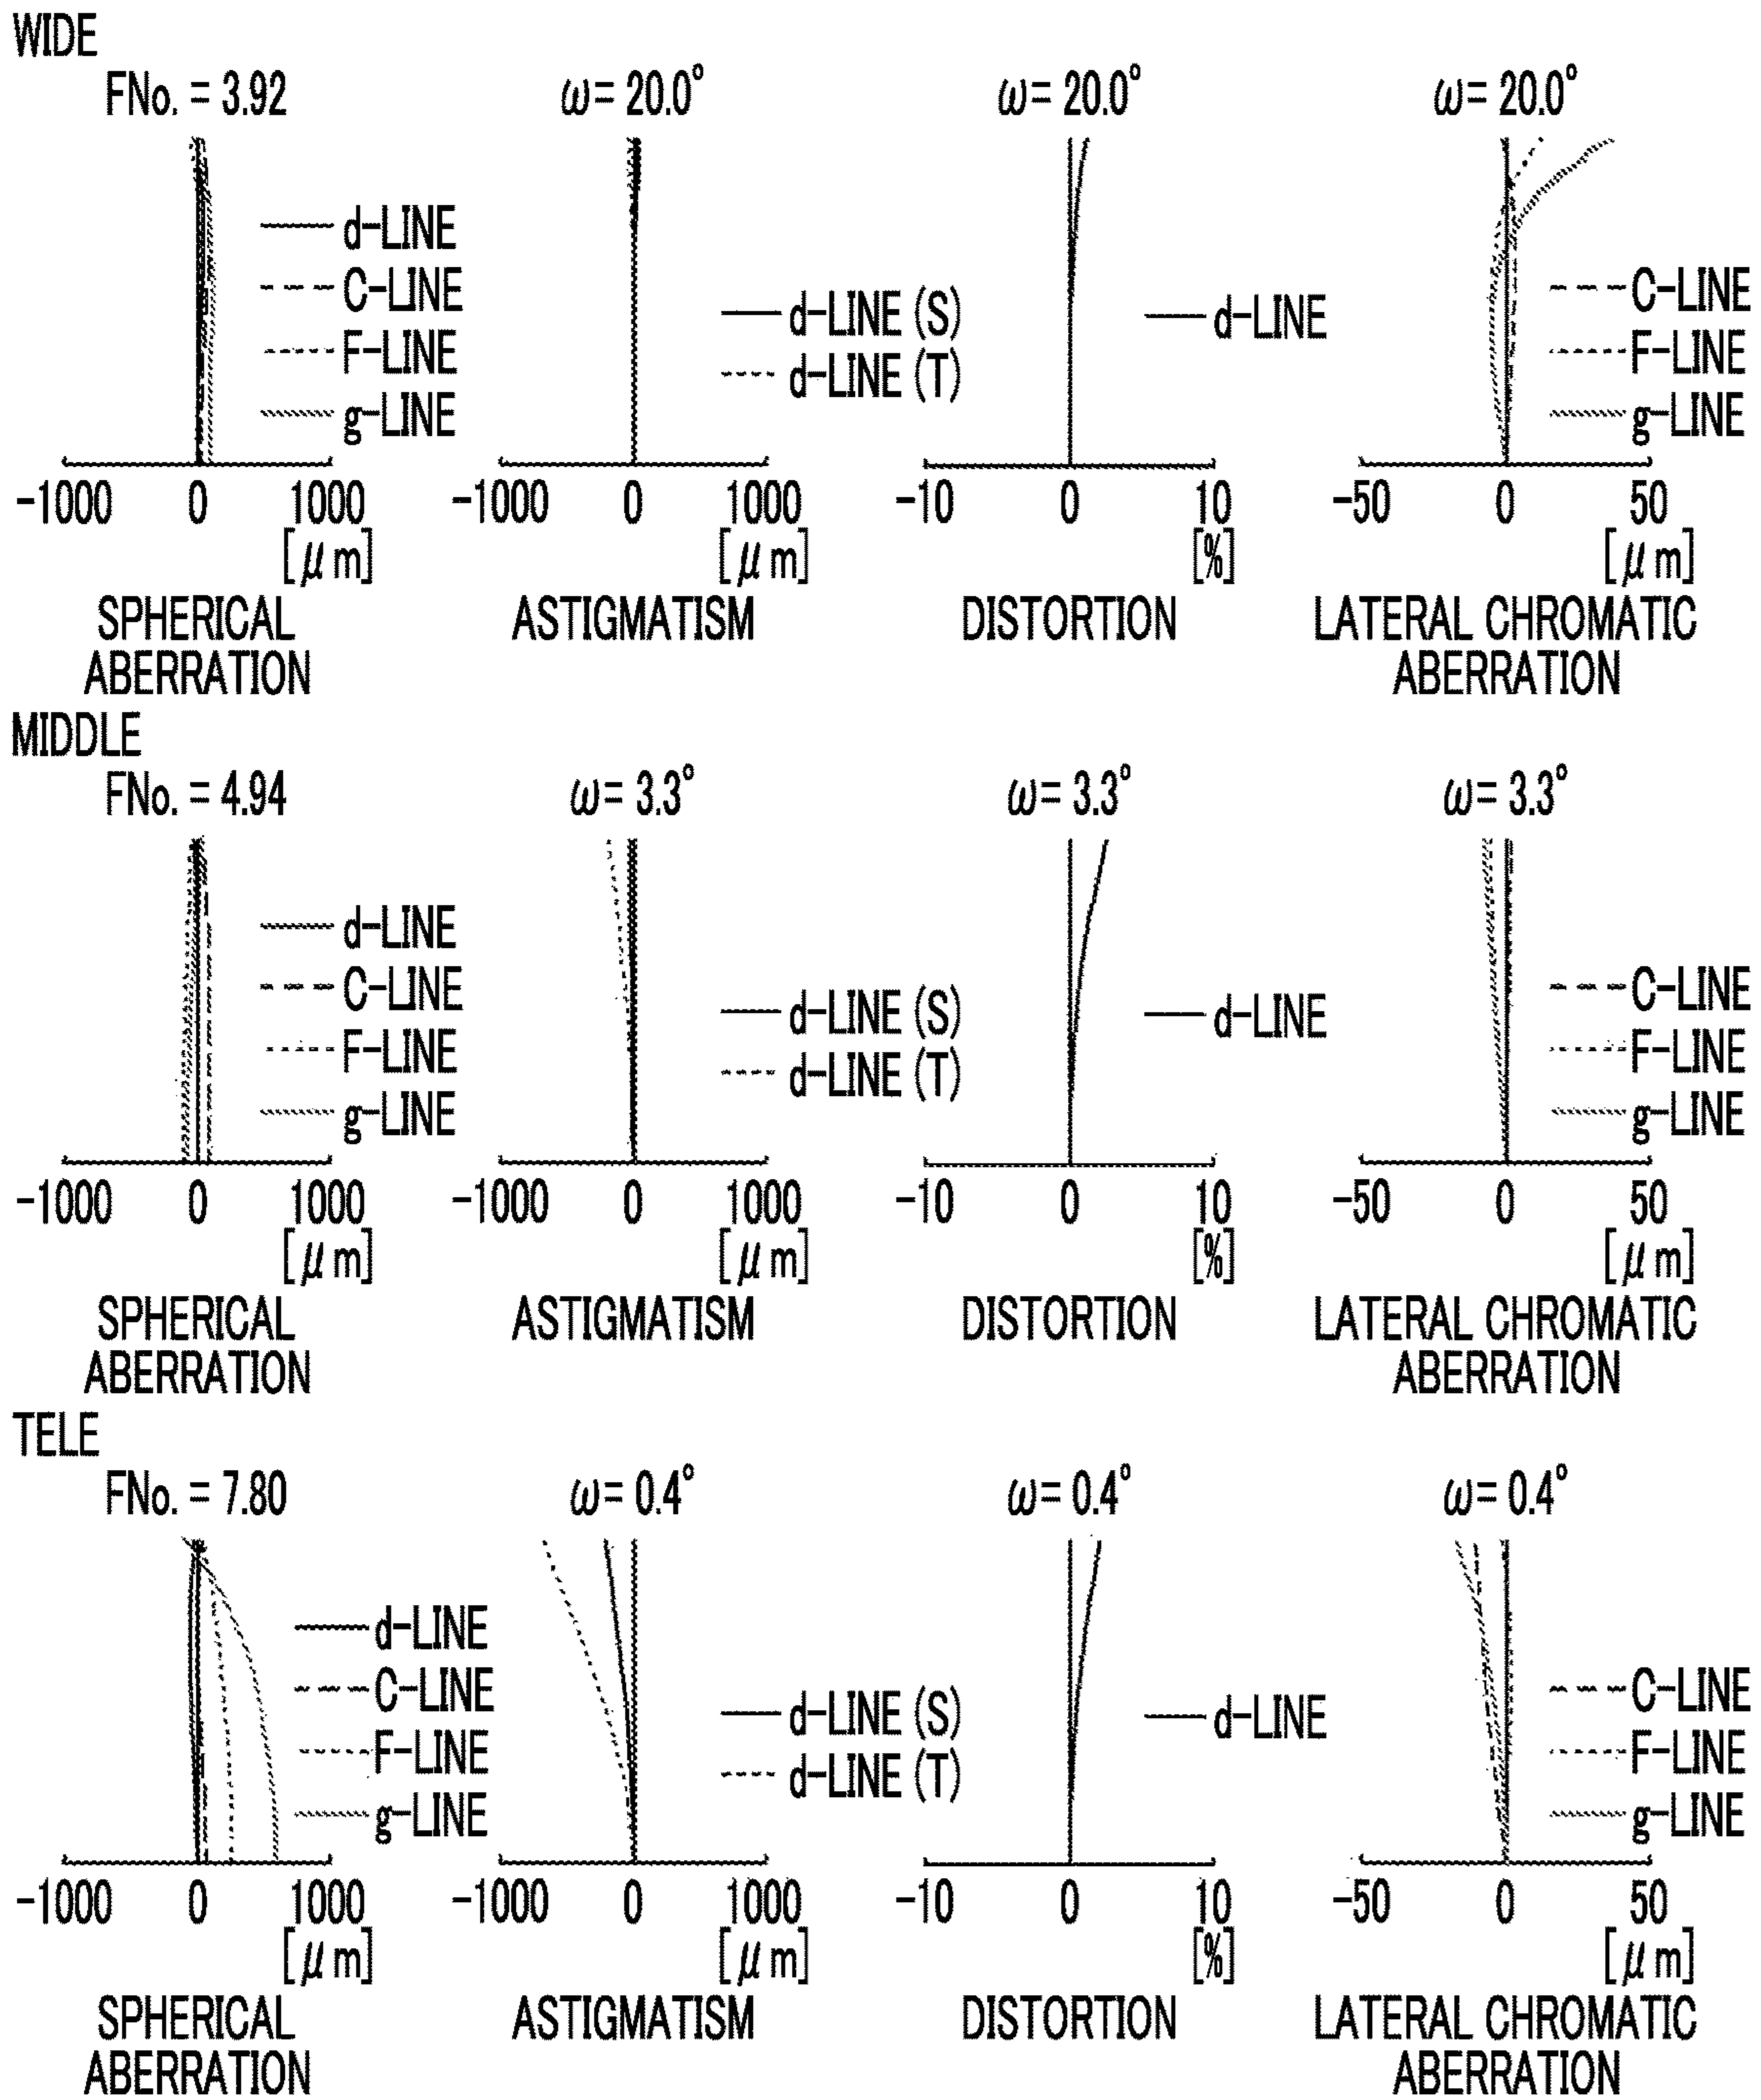 WIDE
FNo. = 3.92
ω= 20.0°
ω= 20.0°
ω= 20.0°
d-LINE
C-LINE
F-LINE
g-LINE
d-LINE (S)
d-LINE (T)
d-LINE
C-LINE
F-LINE
g-LINE
-1000 0 1000
[μm]
-1000 0 1000
[μm]
-10 0 10
[%]
-50 0 50
[μm]
SPHERICAL
ABERRATION
ASTIGMATISM
DISTORTION
LATERAL CHROMATIC
ABERRATION
MIDDLE
FNo. = 4.94
ω= 3.3°
ω= 3.3°
ω= 3.3°
d-LINE
C-LINE
F-LINE
g-LINE
d-LINE (S)
d-LINE (T)
d-LINE
C-LINE
F-LINE
g-LINE
-1000 0 1000
[μm]
-1000 0 1000
[μm]
-10 0 10
[%]
-50 0 50
[μm]
SPHERICAL
ABERRATION
ASTIGMATISM
DISTORTION
LATERAL CHROMATIC
ABERRATION
TELE
FNo. = 7.80
ω= 0.4°
ω= 0.4°
ω= 0.4°
d-LINE
C-LINE
F-LINE
g-LINE
d-LINE (S)
d-LINE (T)
d-LINE
C-LINE
F-LINE
g-LINE
-1000 0 1000
[μm]
-1000 0 1000
[μm]
-10 0 10
[%]
-50 0 50
[μm]
SPHERICAL
ABERRATION
ASTIGMATISM
DISTORTION
LATERAL CHROMATIC
ABERRATION